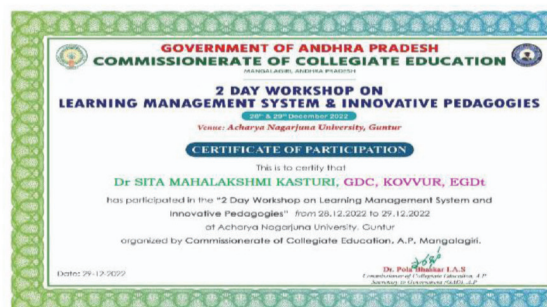 GOVERNMENT OF ANDHRA PRADESH
COMMISSIONERATE OF COLLEGIATE EDUCATION
MANGALAGIRI, ANDHRA PRADESH
2 DAY WORKSHOP ON
LEARNING MANAGEMENT SYSTEM & INNOVATIVE PEDAGOGIES
28th & 29th December 2022
Venue: Acharya Nagarjuna University, Guntur
CERTIFICATE OF PARTICIPATION
This is to certify that
Dr SITA MAHALAKSHMI KASTURI, GDC, KOVVUR, EGDt
has participated in the "2 Day Workshop on Learning Management System and
Innovative Pedagogies" from 28.12.2022 to 29.12.2022
at Acharya Nagarjuna University, Guntur
organized by Commissionerate of Collegiate Education, A.P, Mangalagiri.
Dr. Pola Bhaskar I.A.S
Commissioner of Collegiate Education, A.P
Date: 29-12-2022